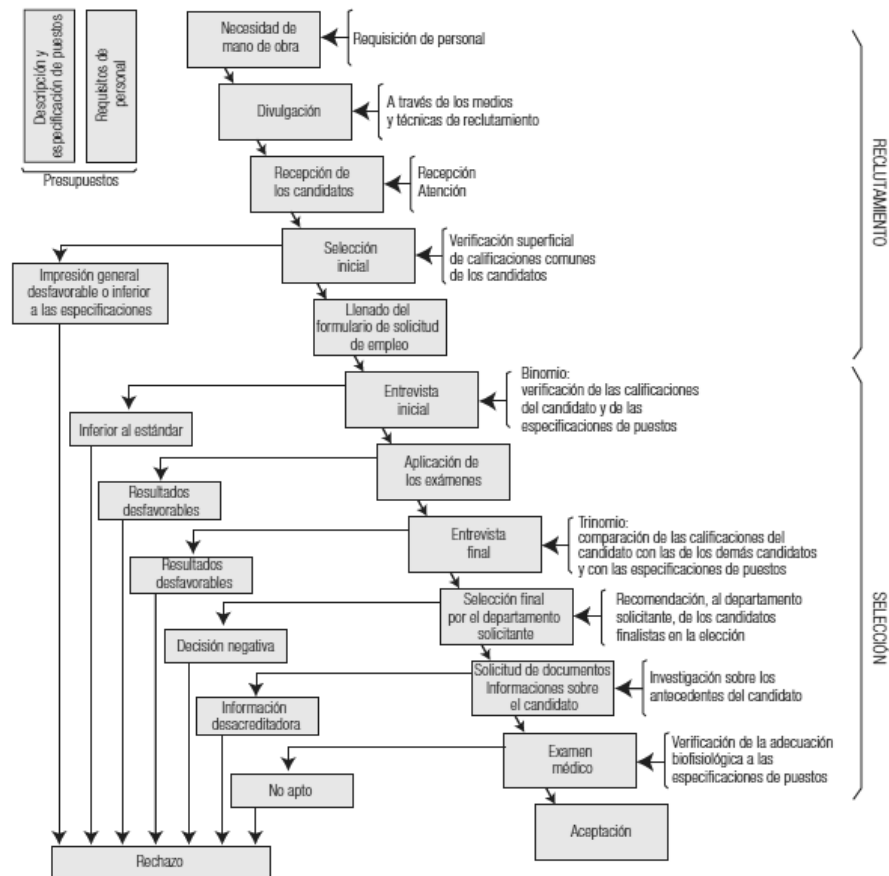 Descripción y
especificación de puestos
Requisitos de
personal
Presupuestos
Necesidad de
mano de obra
Requisición de personal
Divulgación
A través de los medios
y técnicas de reclutamiento
Recepción de
los candidatos
Recepción
Atención
Selección
inicial
Verificación superficial
de calificaciones comunes
de los candidatos
Impresión general
desfavorable o inferior
a las especificaciones
Llenado del
formulario de solicitud
de empleo
RECLUTAMIENTO
Entrevista
inicial
Binomio:
verificación de las calificaciones
del candidato y de las
especificaciones de puestos
Inferior al estándar
Aplicación de
los exámenes
Resultados
desfavorables
Entrevista
final
Trinomio:
comparación de las calificaciones del
candidato con las de los demás candidatos
y con las especificaciones de puestos
Resultados
desfavorables
Selección final
por el departamento
solicitante
Recomendación, al departamento
solicitante, de los candidatos
finalistas en la elección
Decisión negativa
Solicitud de documentos
Informaciones sobre
el candidato
Investigación sobre los
antecedentes del candidato
Información
desacreditadora
Examen
médico
Verificación de la adecuación
biofisiológica a las
especificaciones de puestos
No apto
Aceptación
Rechazo
SELECCIÓN